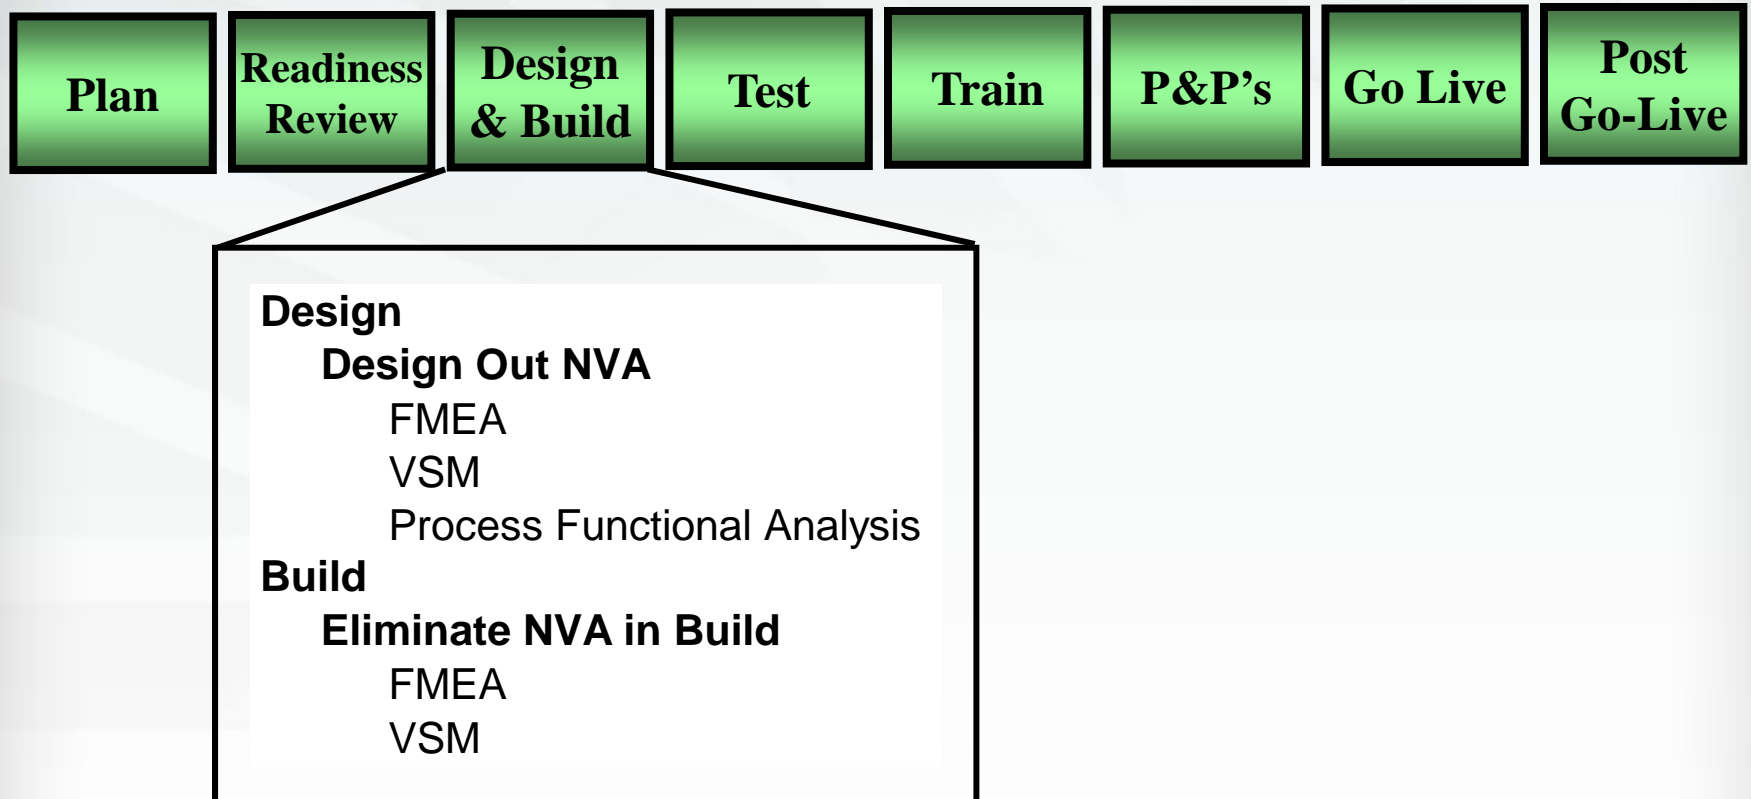 Plan
Readiness
Review
Design
& Build
Test
Train
P&P's
Go Live
Post
Go-Live
Design
Design Out NVA
FMEA
VSM
Process Functional Analysis
Build
Eliminate NVA in Build
FMEA
VSM